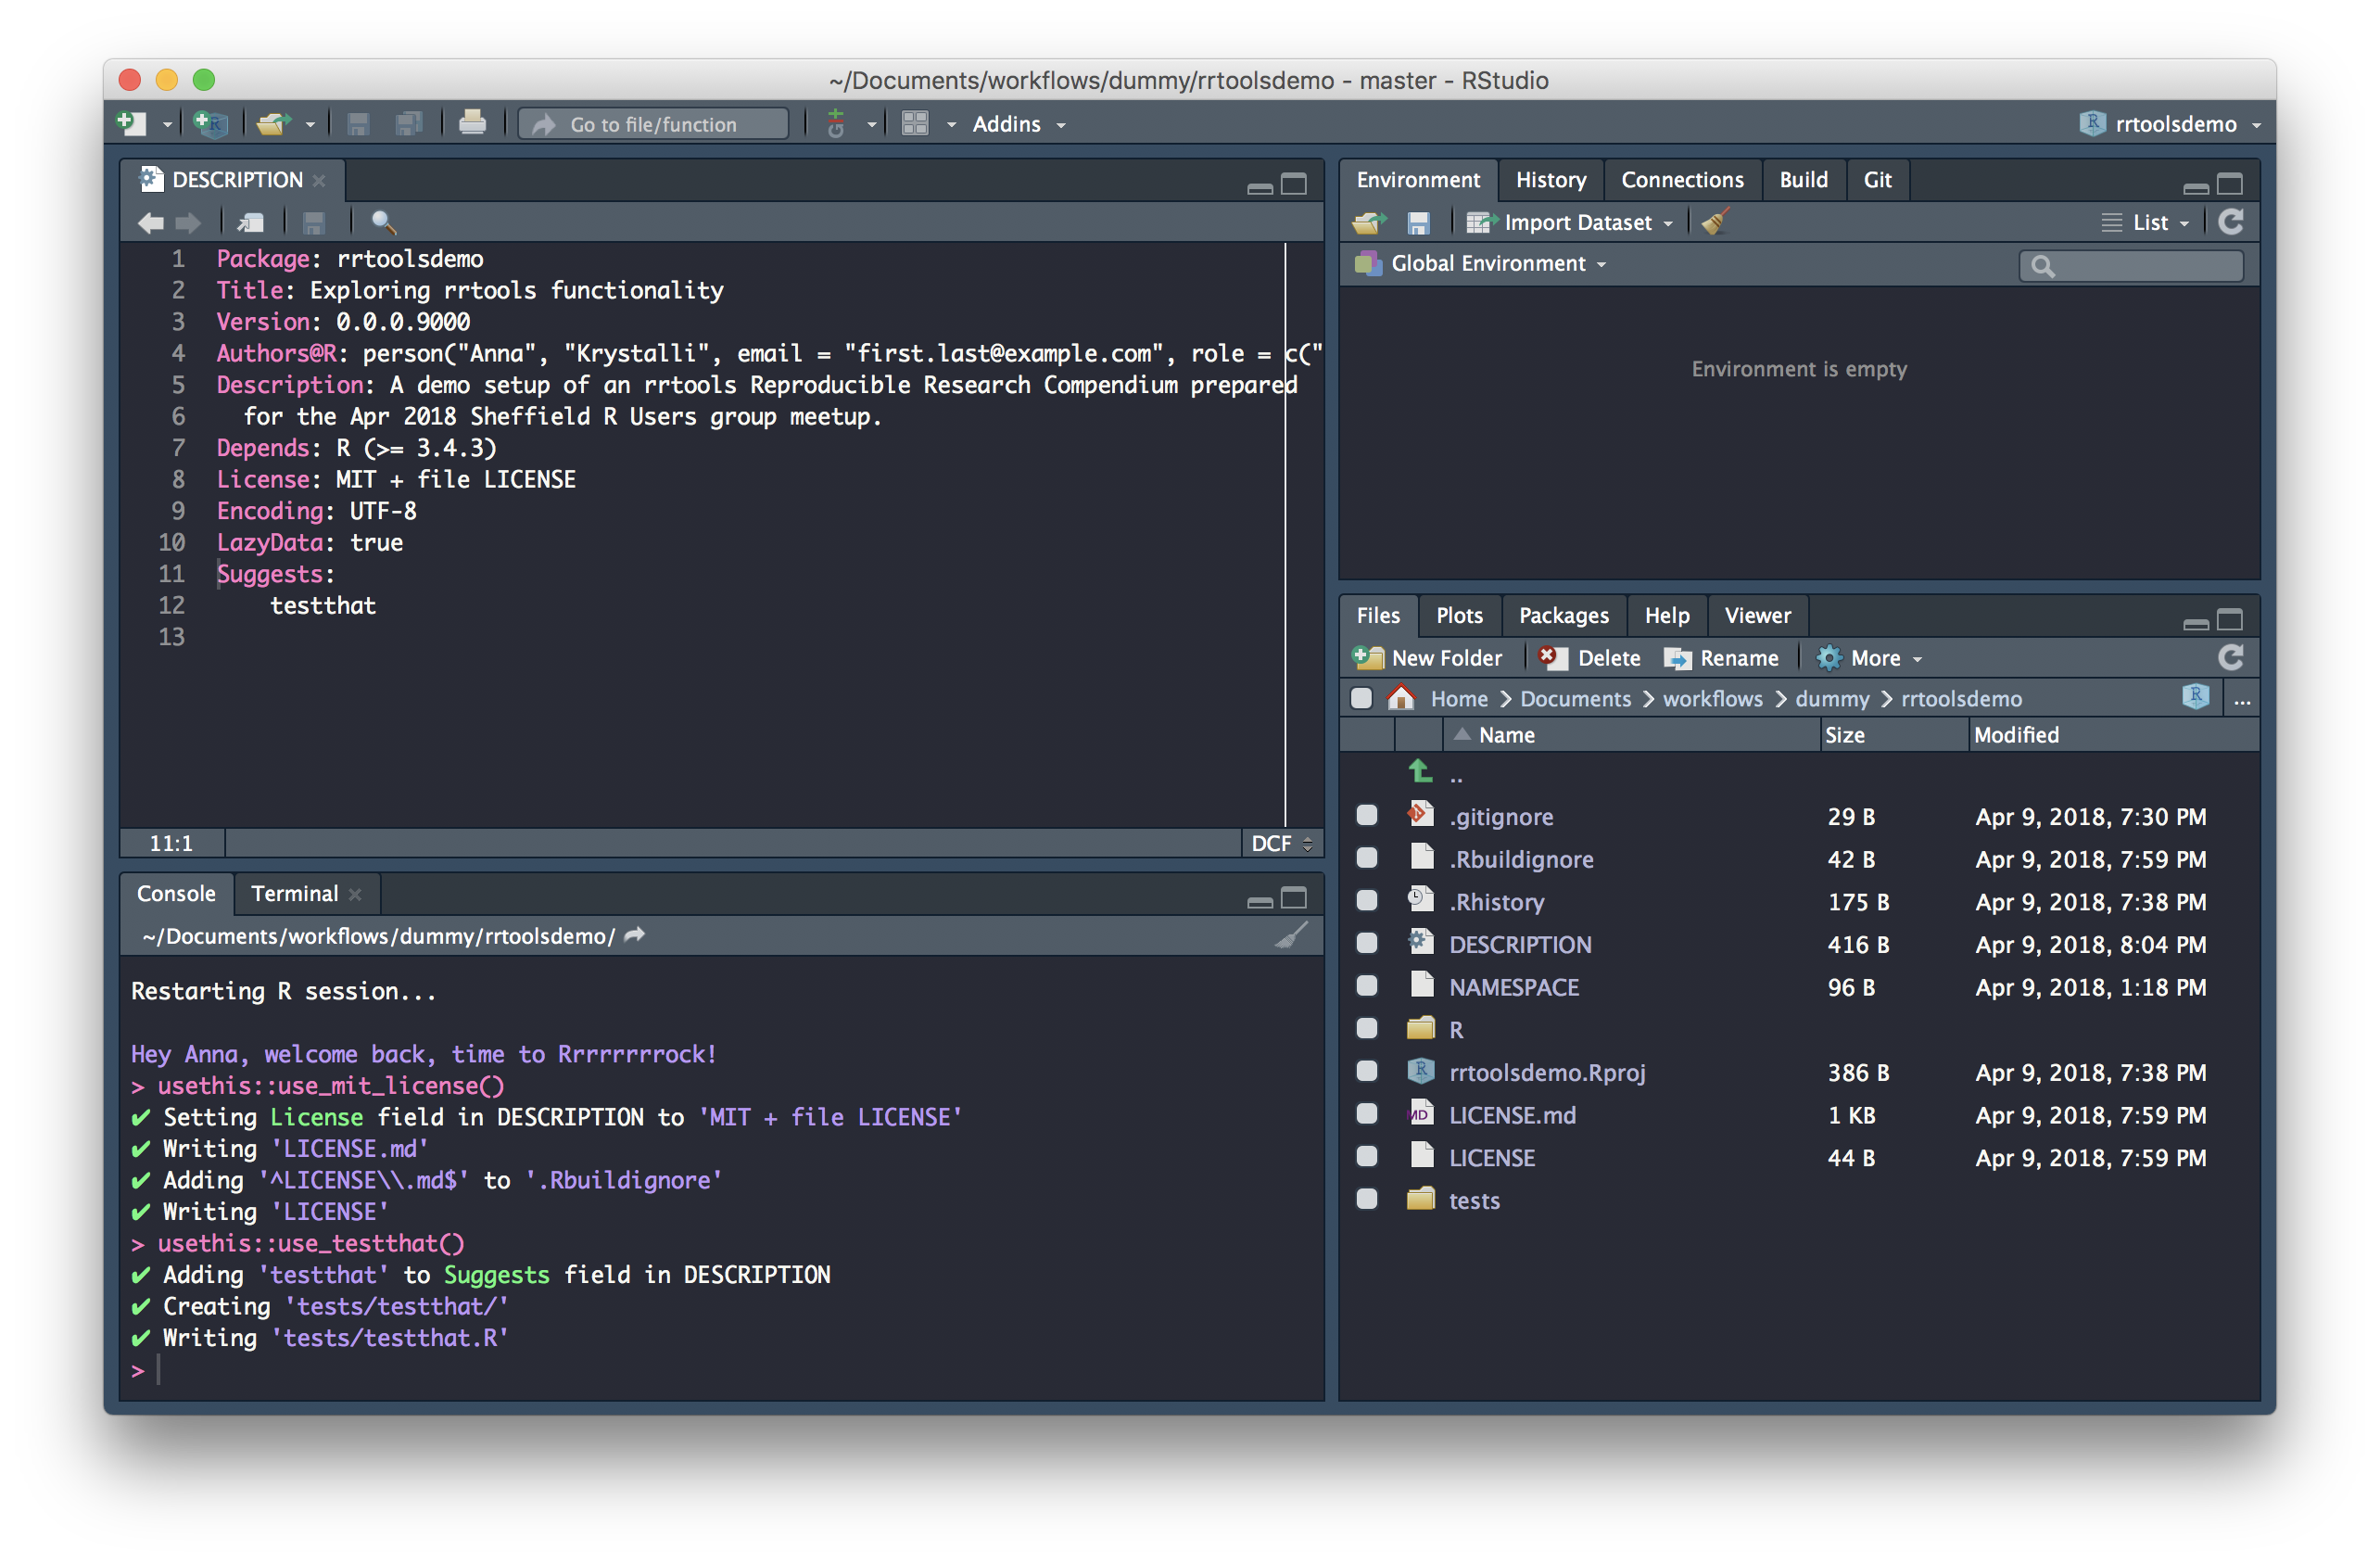 ~/Documents/workflows/dummy/rrtoolsdemo - master - RStudio
Go to file/function
Addins
rrtoolsdemo
DESCRIPTION
1 Package: rrtoolsdemo
2 Title: Exploring rrtools functionality
3 Version: 0.0.0.9000
4 Authors@R: person("Anna", "Krystalli", email = "first.last@example.com", role = c("
5 Description: A demo setup of an rrtools Reproducible Research Compendium prepared
6 for the Apr 2018 Sheffield R Users group meetup.
7 Depends: R (>= 3.4.3)
8 License: MIT + file LICENSE
9 Encoding: UTF-8
10 LazyData: true
11 Suggests:
12 testthat
13
11:1 DCF
Console Terminal
~/Documents/workflows/dummy/rrtoolsdemo/
Restarting R session...
Hey Anna, welcome back, time to Rrrrrrrrock!
> usethis::use_mit_license()
✔ Setting License field in DESCRIPTION to 'MIT + file LICENSE'
✔ Writing 'LICENSE.md'
✔ Adding '^LICENSE\\.md$' to '.Rbuildignore'
✔ Writing 'LICENSE'
> usethis::use_testthat()
✔ Adding 'testthat' to Suggests field in DESCRIPTION
✔ Creating 'tests/testthat/'
✔ Writing 'tests/testthat.R'
>
Environment History Connections Build Git
Import Dataset List
Global Environment
Environment is empty
Files Plots Packages Help Viewer
New Folder Delete Rename More
Home Documents workflows dummy rrtoolsdemo ...
Name Size Modified
..
.gitignore 29 B Apr 9, 2018, 7:30 PM
.Rbuildignore 42 B Apr 9, 2018, 7:59 PM
.Rhistory 175 B Apr 9, 2018, 7:38 PM
DESCRIPTION 416 B Apr 9, 2018, 8:04 PM
NAMESPACE 96 B Apr 9, 2018, 1:18 PM
R
rrtoolsdemo.Rproj 386 B Apr 9, 2018, 7:38 PM
LICENSE.md 1 KB Apr 9, 2018, 7:59 PM
LICENSE 44 B Apr 9, 2018, 7:59 PM
tests